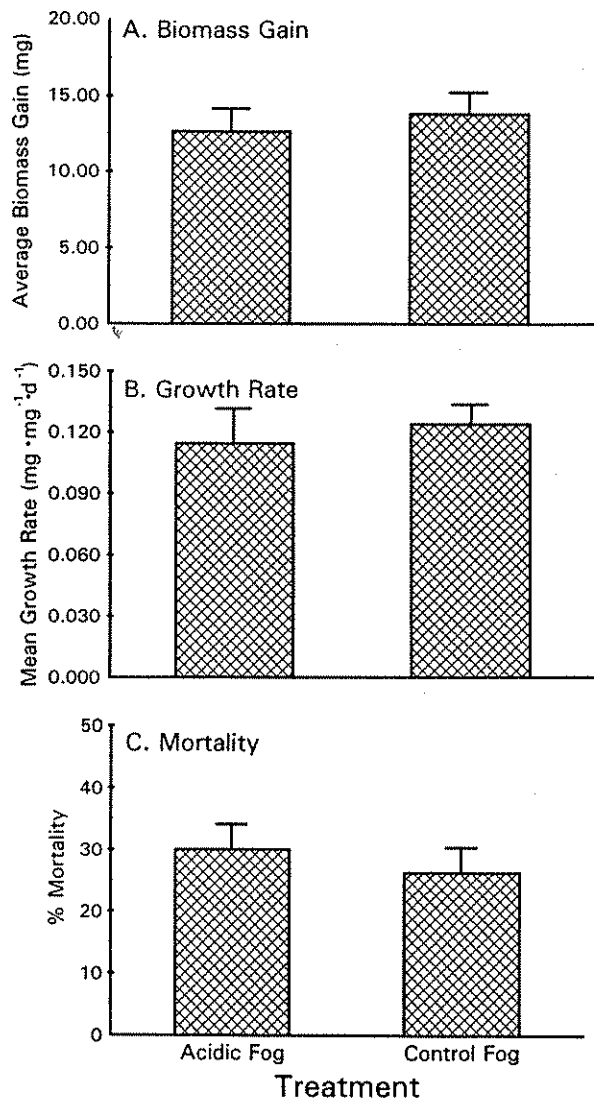 A. Biomass Gain
Average Biomass Gain (mg)
20.00
15.00
10.00
5.00
0.00
B. Growth Rate
Mean Growth Rate (mg •mg⁻¹•d⁻¹)
0.150
0.120
0.090
0.060
0.030
0.000
C. Mortality
% Mortality
50
40
30
20
10
0
Acidic Fog
Control Fog
Treatment